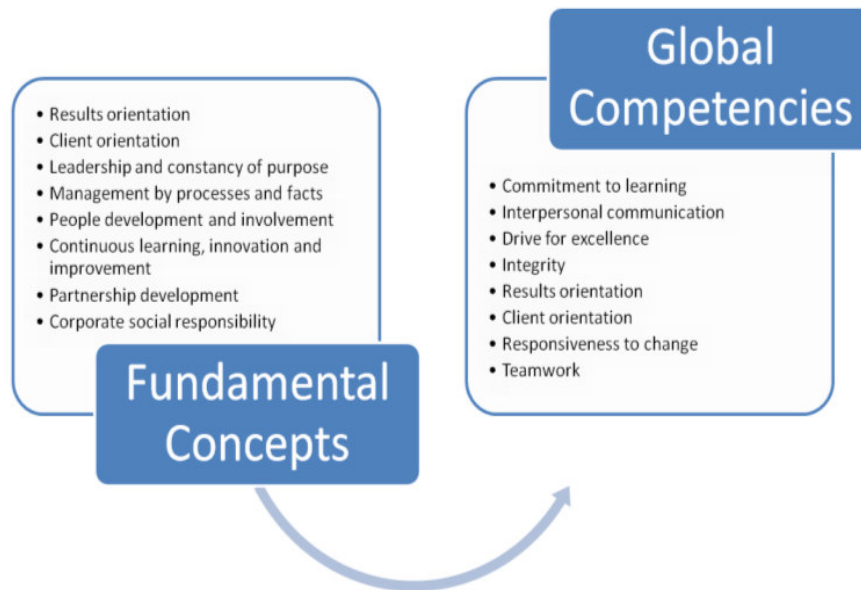 • Results orientation
• Client orientation
• Leadership and constancy of purpose
• Management by processes and facts
• People development and involvement
• Continuous learning, innovation and
improvement
• Partnership development
• Corporate social responsibility
Fundamental
Concepts
Global
Competencies
• Commitment to learning
• Interpersonal communication
• Drive for excellence
• Integrity
• Results orientation
• Client orientation
• Responsiveness to change
• Teamwork